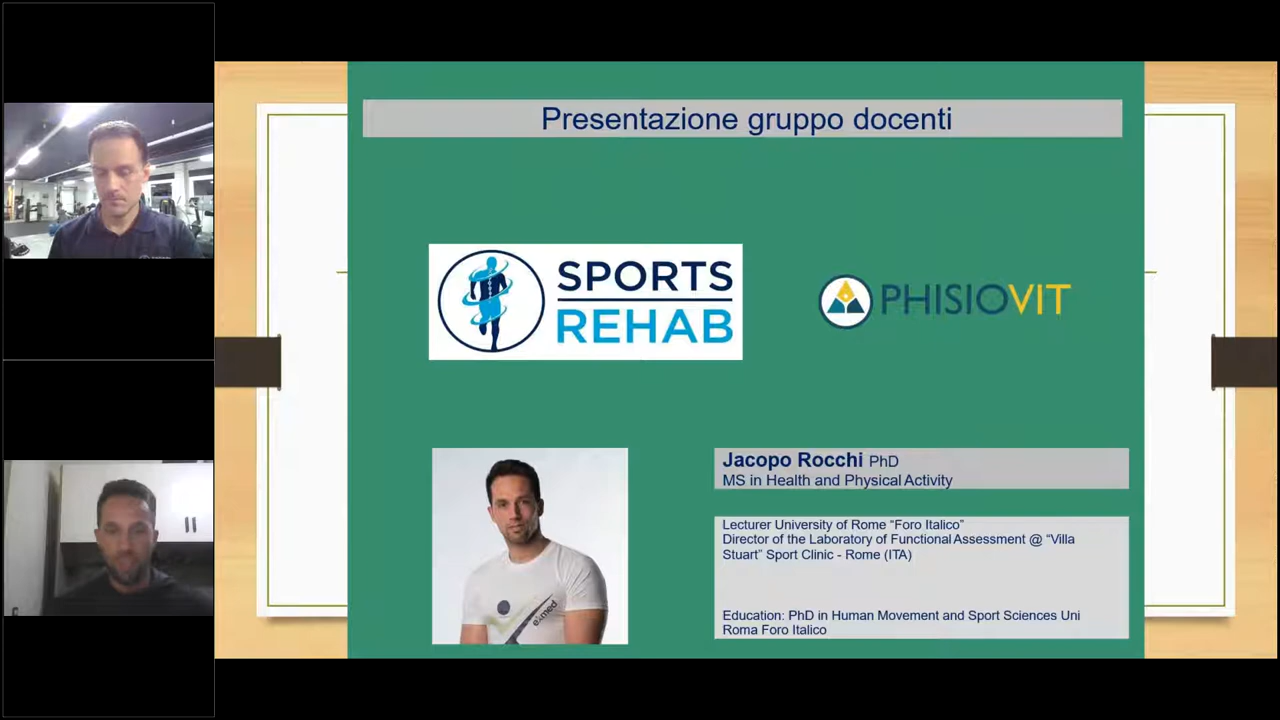 Presentazione gruppo docenti
SPORTS
REHAB
PHISIOVIT
Jacopo Rocchi PhD
MS in Health and Physical Activity
Lecturer University of Rome “Foro Italico”
Director of the Laboratory of Functional Assessment @ “Villa
Stuart” Sport Clinic - Rome (ITA)
Education: PhD in Human Movement and Sport Sciences Uni
Roma Foro Italico